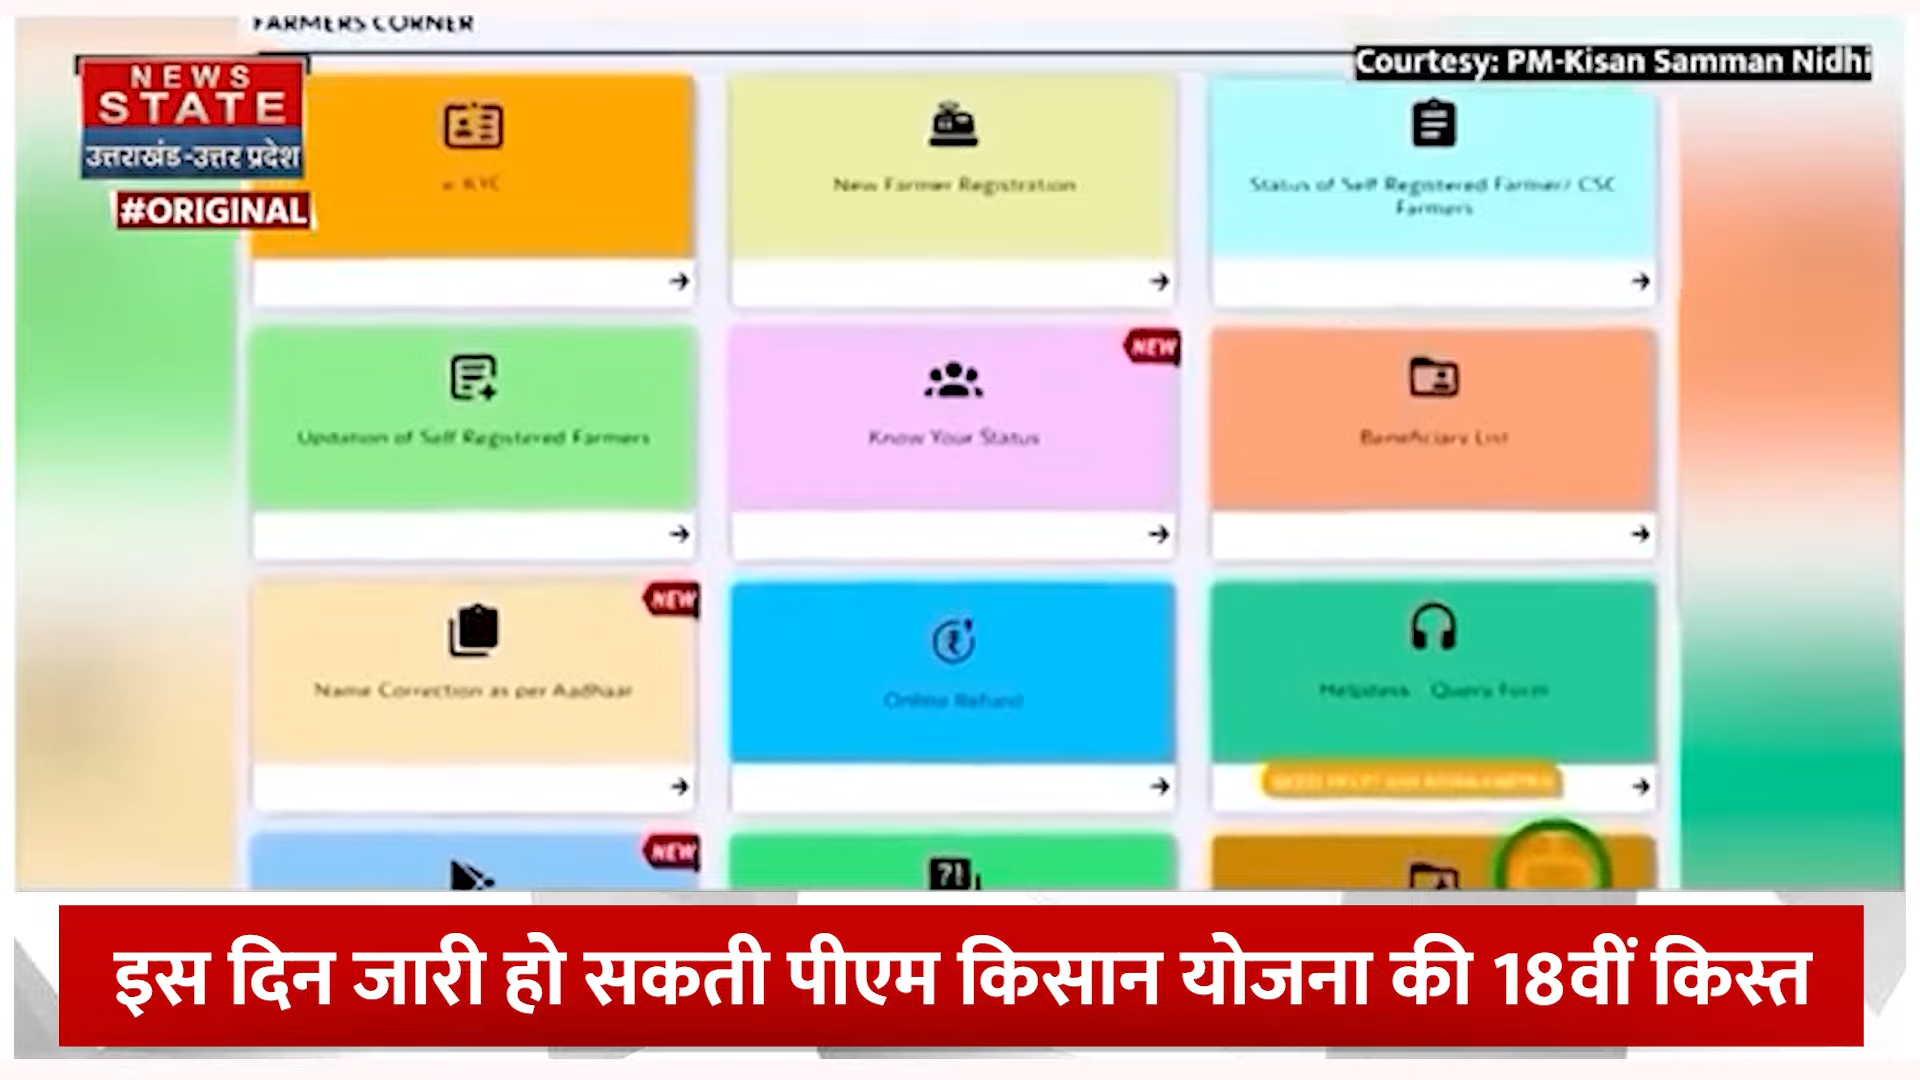 FARMERS CORNER
Courtesy: PM-Kisan Samman Nidhi
NEWS
STATE
उत्तराखंड-उत्तर प्रदेश
#ORIGINAL
e-KYC
New Farmer Registration
Status of Self Registered Farmer/ CSC
Farmers
Updation of Self Registered Farmers
NEW
Know Your Status
Beneficiary List
NEW
Name Correction as per Aadhaar
Online Refund
Helpdesk Query Form
NEW
?!
इस दिन जारी हो सकती पीएम किसान योजना की 18वीं किस्त